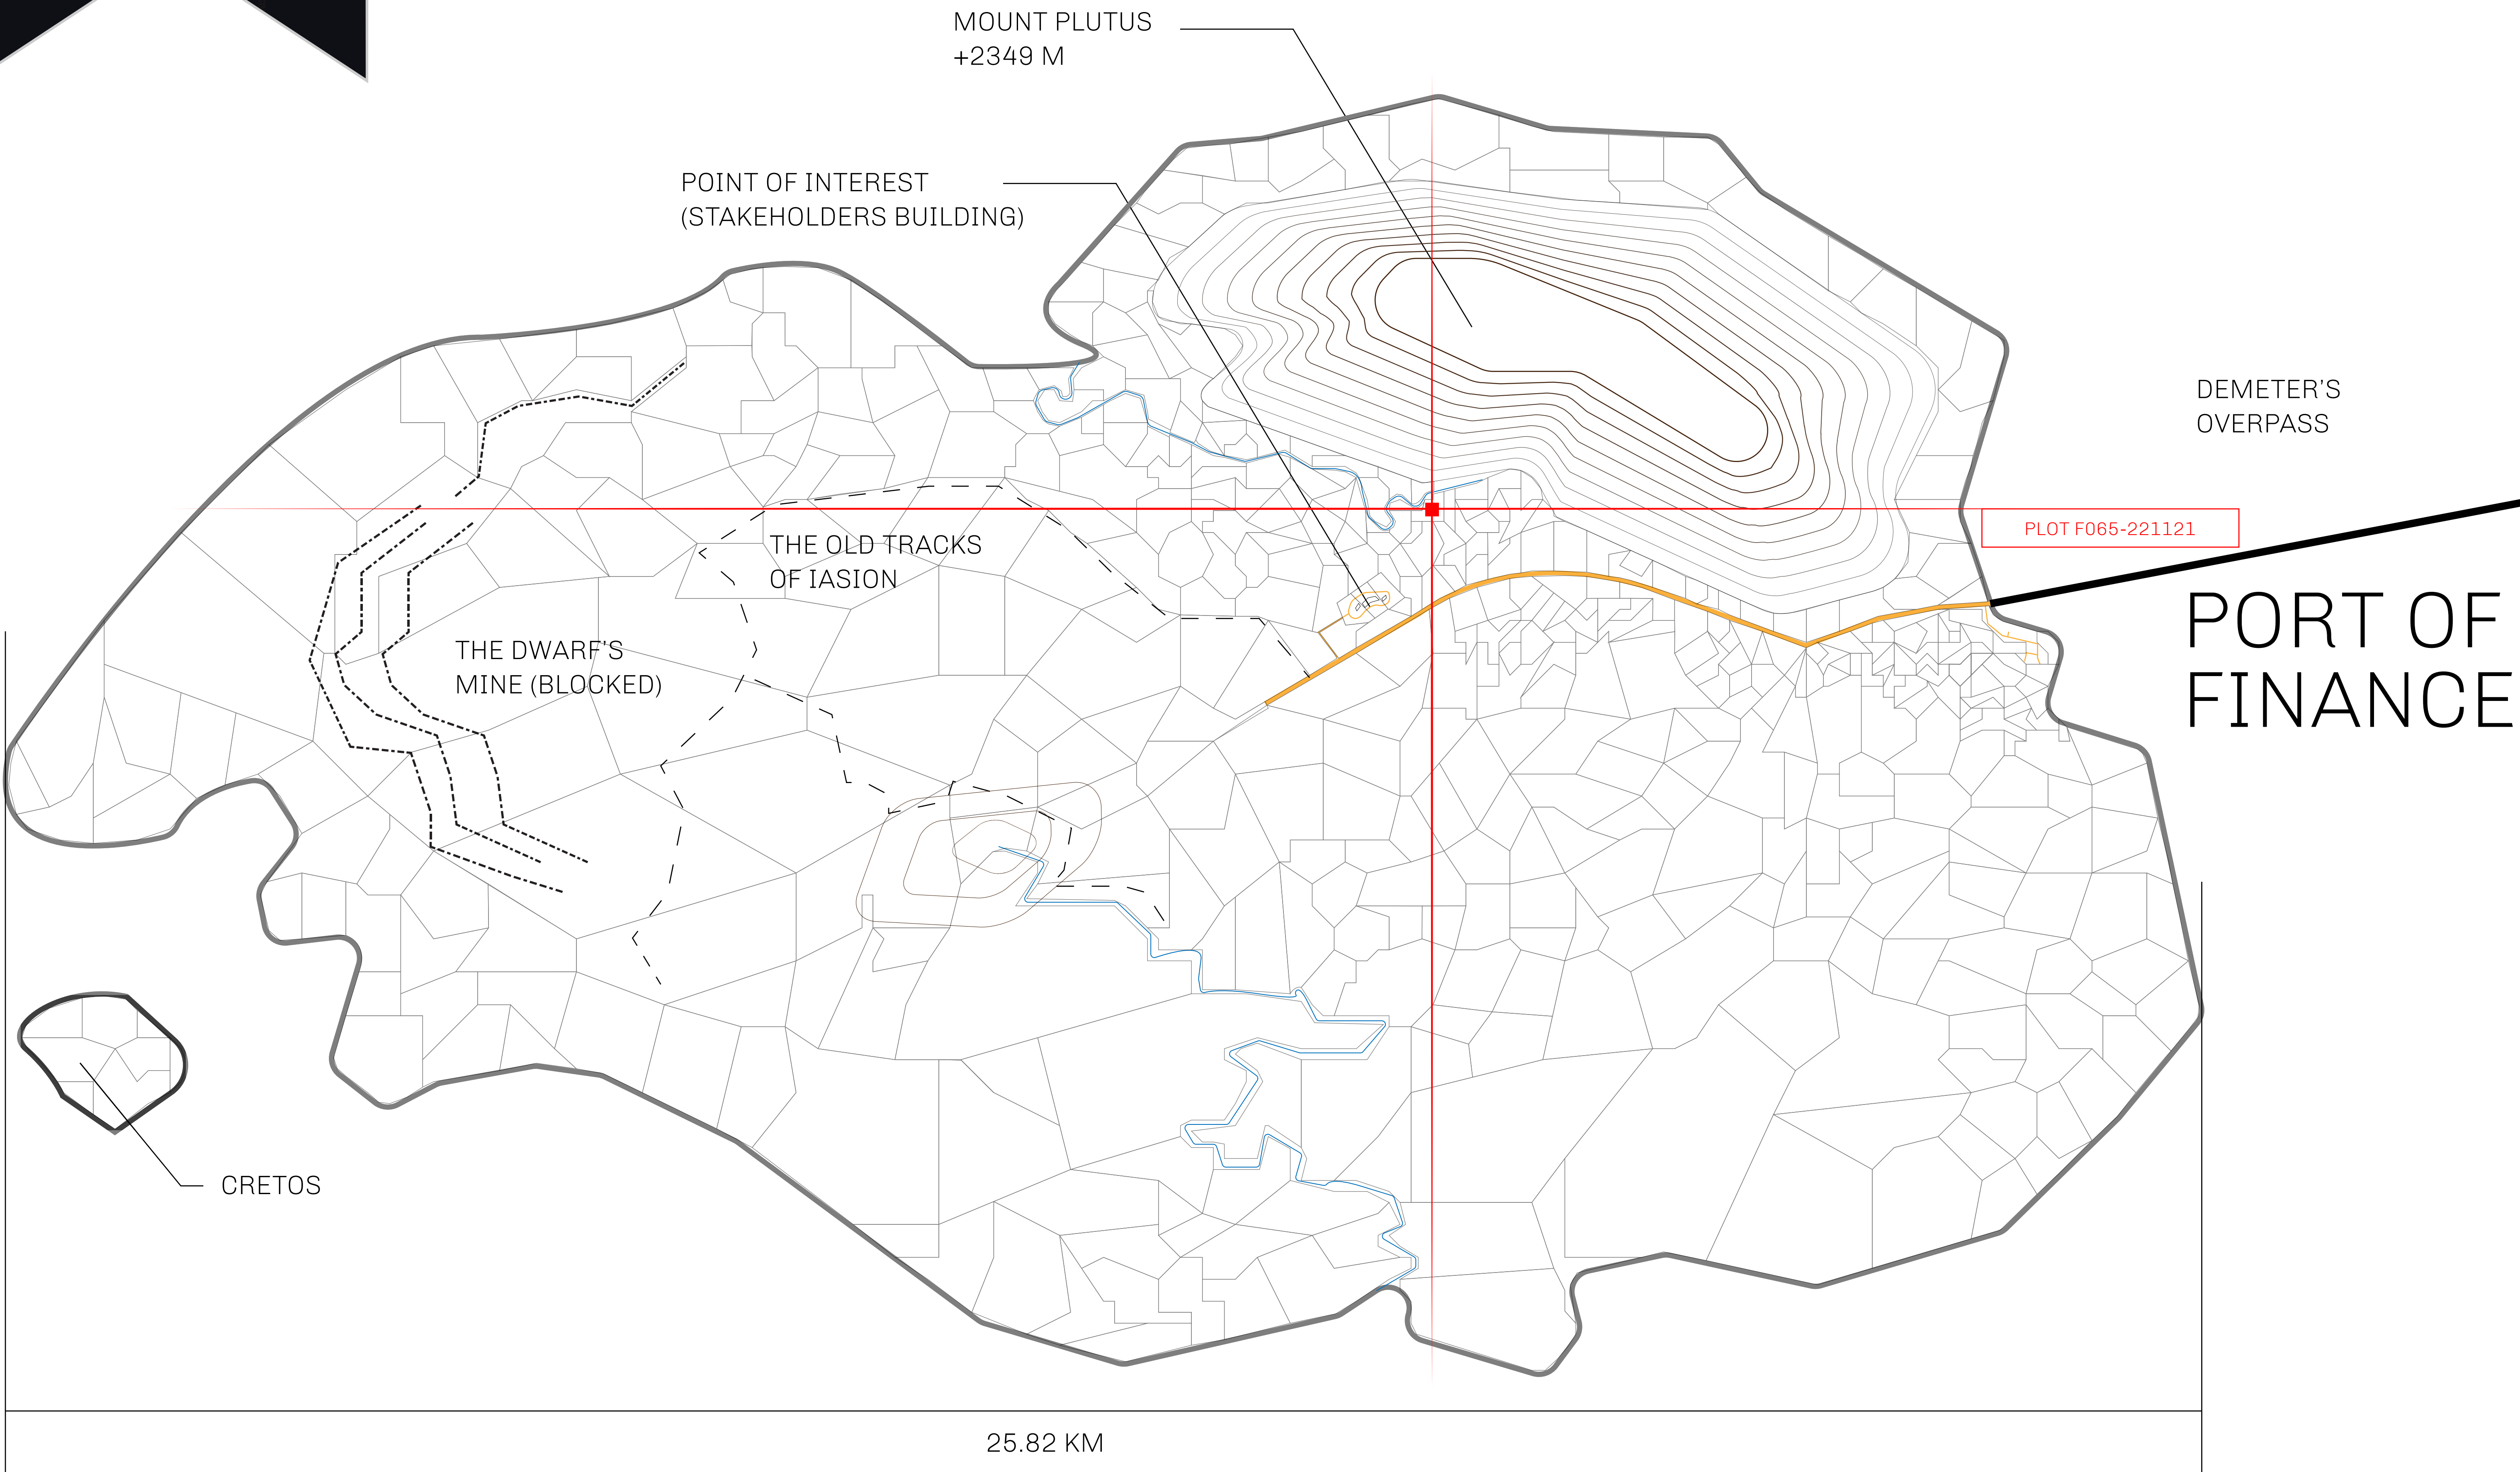 MOUNT PLUTUS
+2349 M
POINT OF INTEREST
(STAKEHOLDERS BUILDING)
DEMETER'S
OVERPASS
PLOT F065-221121
THE OLD TRACKS
OF IASION
PORT OF
FINANCE
THE DWARF'S
MINE (BLOCKED)
CRETOS
25.82 KM